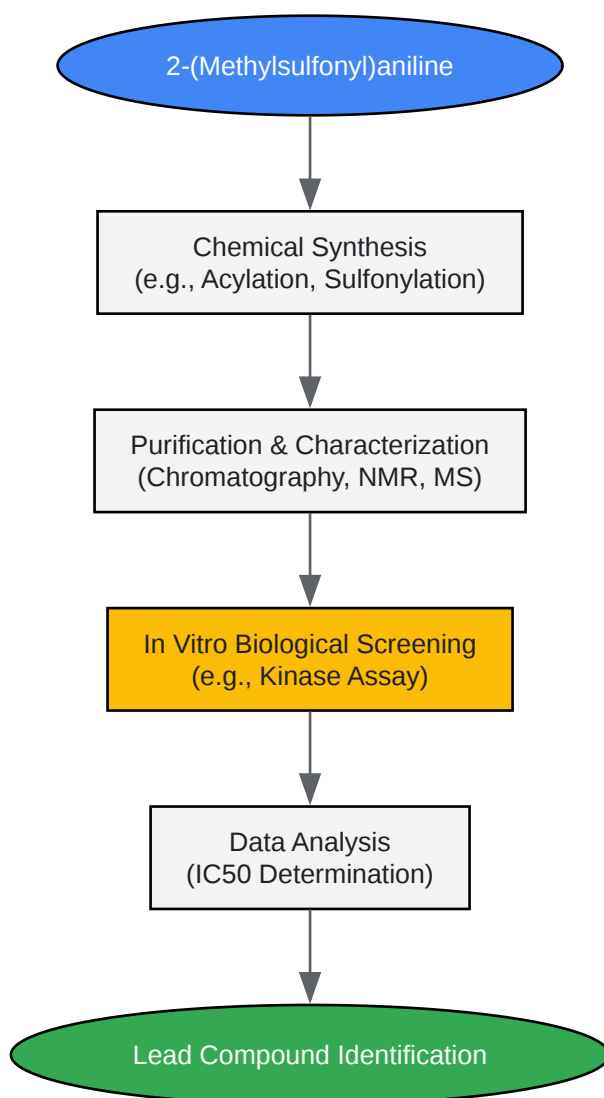 2-(Methylsulfonyl)aniline
Chemical Synthesis
(e.g., Acylation, Sulfonylation)
Purification & Characterization
(Chromatography, NMR, MS)
In Vitro Biological Screening
(e.g., Kinase Assay)
Data Analysis
(IC50 Determination)
Lead Compound Identification